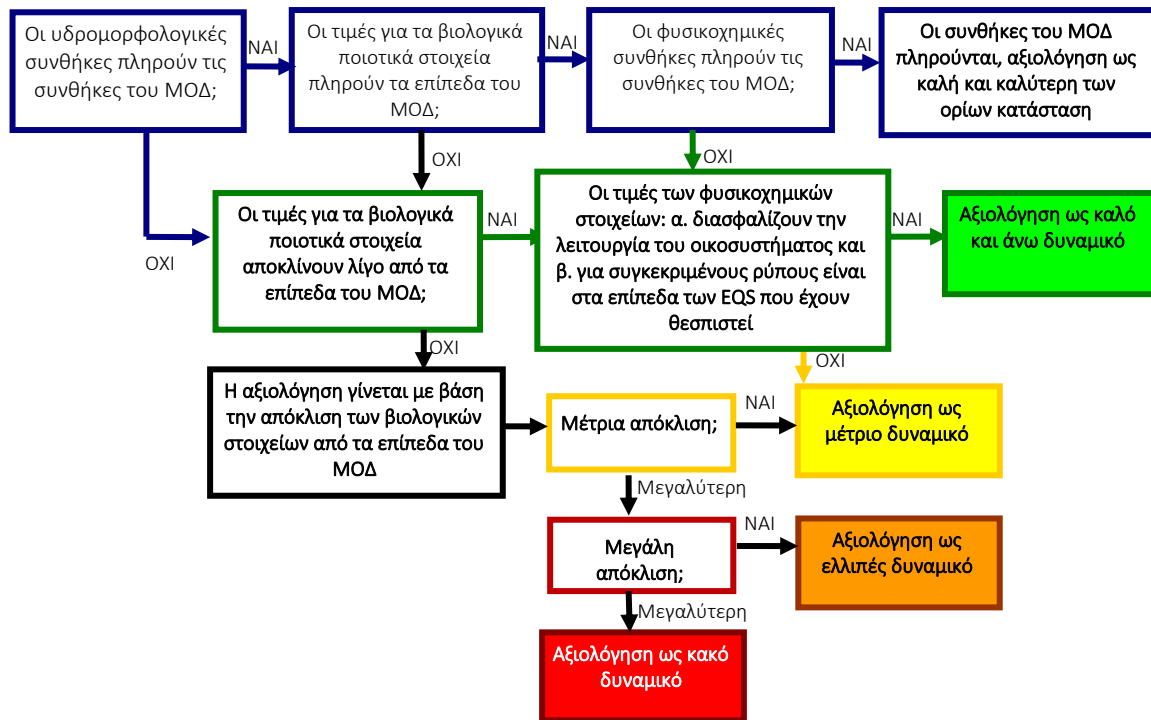 Οι υδρομορφολογικές
συνθήκες πληρούν τις
συνθήκες του ΜΟΔ;
ΝΑΙ
Οι τιμές για τα βιολογικά
ποιοτικά στοιχεία
πληρούν τα επίπεδα του
ΜΟΔ;
ΝΑΙ
Οι φυσικοχημικές
συνθήκες πληρούν τις
συνθήκες του ΜΟΔ;
ΝΑΙ
Οι συνθήκες του ΜΟΔ
πληρούνται, αξιολόγηση ως
καλή και καλύτερη των
ορίων κατάσταση
ΟΧΙ
ΟΧΙ
ΟΧΙ
Οι τιμές για τα βιολογικά
ποιοτικά στοιχεία
αποκλίνουν λίγο από τα
επίπεδα του ΜΟΔ;
ΝΑΙ
Οι τιμές των φυσικοχημικών
στοιχείων: α. διασφαλίζουν την
λειτουργία του οικοσυστήματος και
β. για συγκεκριμένους ρύπους είναι
στα επίπεδα των EQS που έχουν
θεσπιστεί
ΝΑΙ
Αξιολόγηση ως καλό
και άνω δυναμικό
ΟΧΙ
ΟΧΙ
Η αξιολόγηση γίνεται με βάση
την απόκλιση των βιολογικών
στοιχείων από τα επίπεδα του
ΜΟΔ
Μέτρια απόκλιση;
ΝΑΙ
Αξιολόγηση ως
μέτριο δυναμικό
Μεγαλύτερη
Μεγάλη
απόκλιση;
ΝΑΙ
Αξιολόγηση ως
ελλιπές δυναμικό
Μεγαλύτερη
Αξιολόγηση ως κακό
δυναμικό